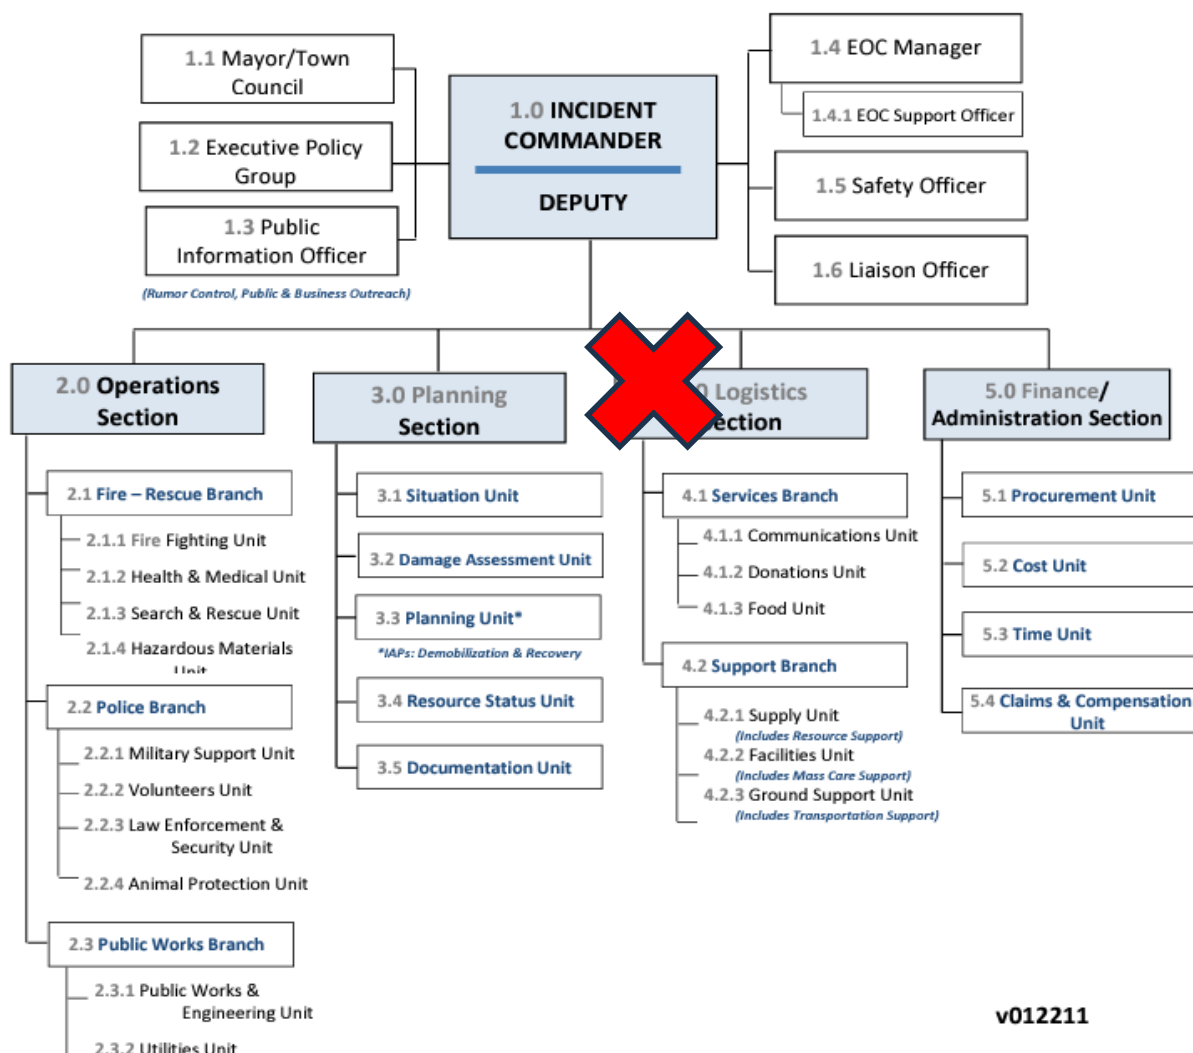 1.1 Mayor/Town
Council
1.2 Executive Policy
Group
1.3 Public
Information Officer
(Rumor Control, Public & Business Outreach)
1.0 INCIDENT
COMMANDER
DEPUTY
1.4 EOC Manager
1.4.1 EOC Support Officer
1.5 Safety Officer
1.6 Liaison Officer
2.0 Operations
Section
2.1 Fire – Rescue Branch
2.1.1 Fire Fighting Unit
2.1.2 Health & Medical Unit
2.1.3 Search & Rescue Unit
2.1.4 Hazardous Materials
Unit
2.2 Police Branch
2.2.1 Military Support Unit
2.2.2 Volunteers Unit
2.2.3 Law Enforcement &
Security Unit
2.2.4 Animal Protection Unit
2.3 Public Works Branch
2.3.1 Public Works &
Engineering Unit
2.3.2 Utilities Unit
3.0 Planning
Section
3.1 Situation Unit
3.2 Damage Assessment Unit
3.3 Planning Unit*
*IAPs: Demobilization & Recovery
3.4 Resource Status Unit
3.5 Documentation Unit
0 Logistics
ection
4.1 Services Branch
4.1.1 Communications Unit
4.1.2 Donations Unit
4.1.3 Food Unit
4.2 Support Branch
4.2.1 Supply Unit
(Includes Resource Support)
4.2.2 Facilities Unit
(Includes Mass Care Support)
4.2.3 Ground Support Unit
(Includes Transportation Support)
5.0 Finance/
Administration Section
5.1 Procurement Unit
5.2 Cost Unit
5.3 Time Unit
5.4 Claims & Compensation
Unit
v012211